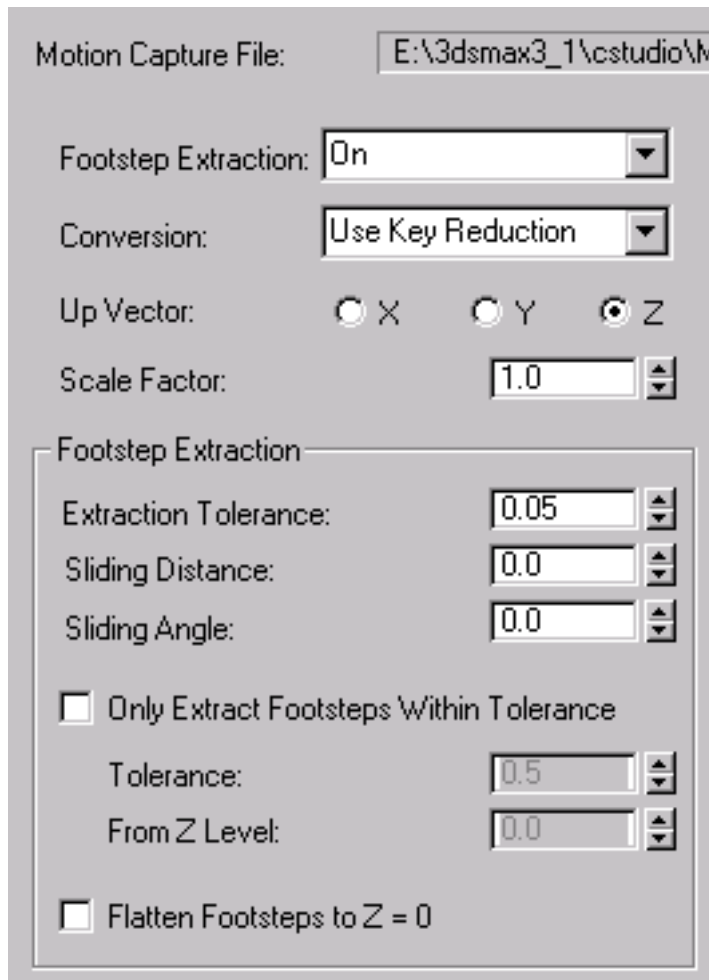 Motion Capture File: E:\3dsmax3_1\cstudio\M
Footstep Extraction: On
Conversion: Use Key Reduction
Up Vector: X Y Z
Scale Factor: 1.0
Footstep Extraction
Extraction Tolerance: 0.05
Sliding Distance: 0.0
Sliding Angle: 0.0
Only Extract Footsteps Within Tolerance
Tolerance: 0.5
From Z Level: 0.0
Flatten Footsteps to Z = 0